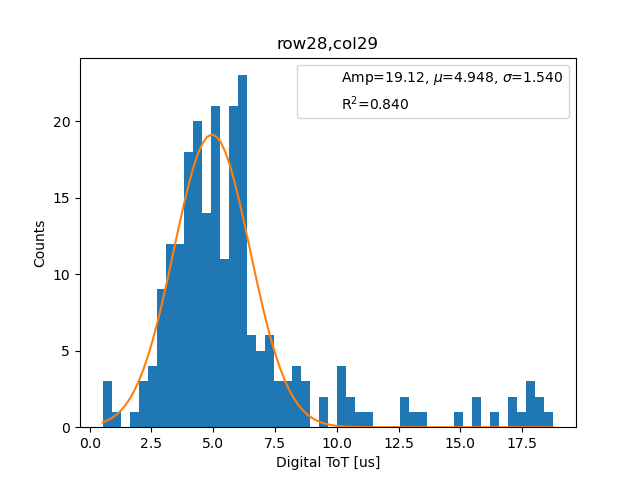 row28,col29
Amp=19.12, μ=4.948, σ=1.540
R²=0.840
Counts
20
15
10
5
0
0.0 2.5 5.0 7.5 10.0 12.5 15.0 17.5
Digital ToT [us]